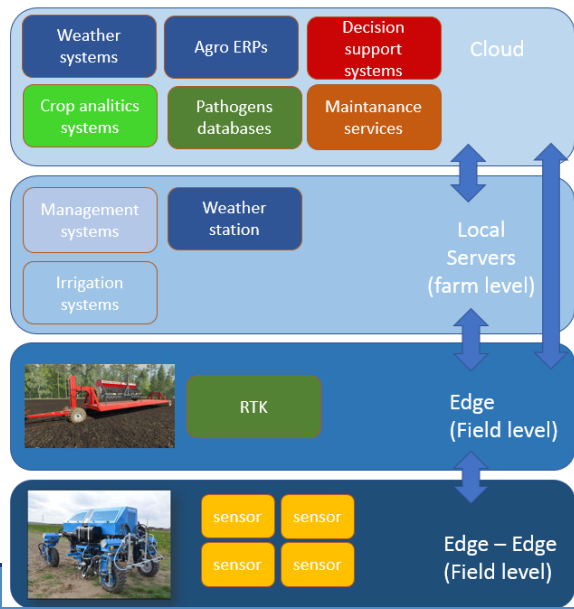 Weather
systems
Agro ERPs
Decision
support
systems
Cloud
Crop analitics
systems
Pathogens
databases
Maintanance
services
Management
systems
Weather
station
Local
Servers
(farm level)
Irrigation
systems
RTK
Edge
(Field level)
sensor
sensor
sensor
sensor
Edge – Edge
(Field level)